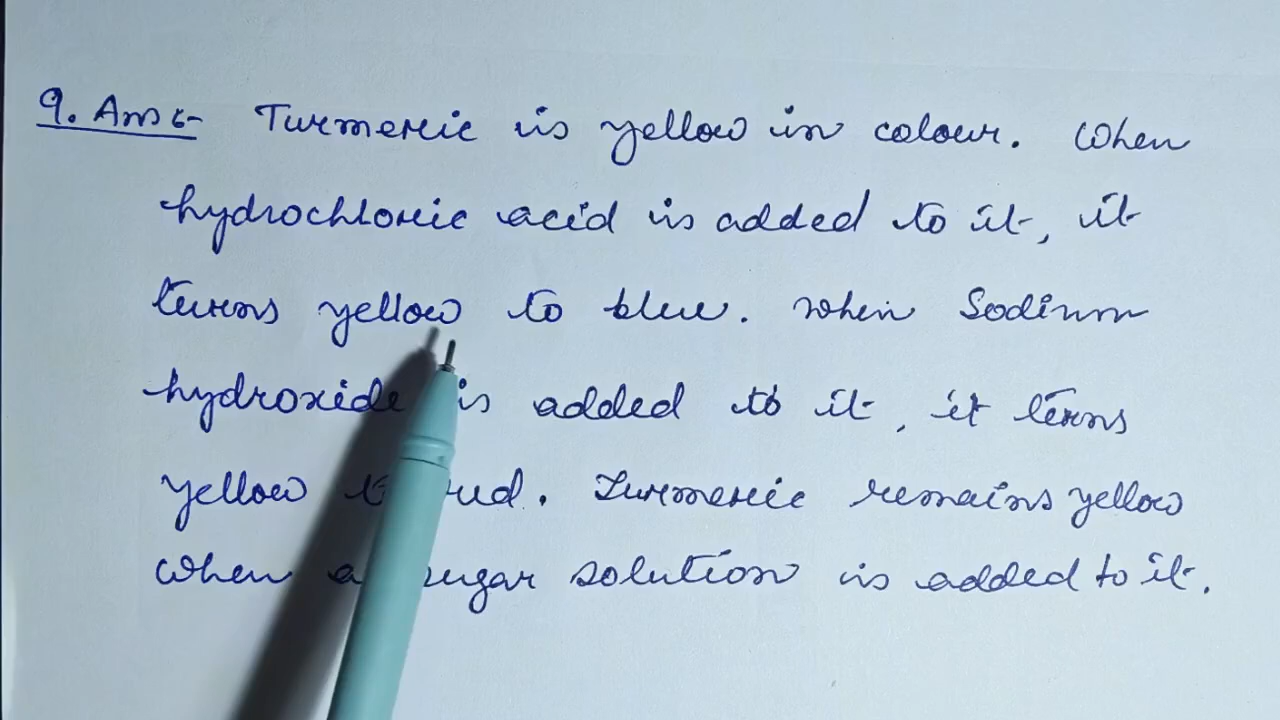 9. Ans:- Turmeric is yellow in colour. When
hydrochloric acid is added to it, it
turns yellow to blue. When Sodium
hydroxide is added to it, it terns
yellow red. Turmeric remains yellow
when a sugar solution is added to it.